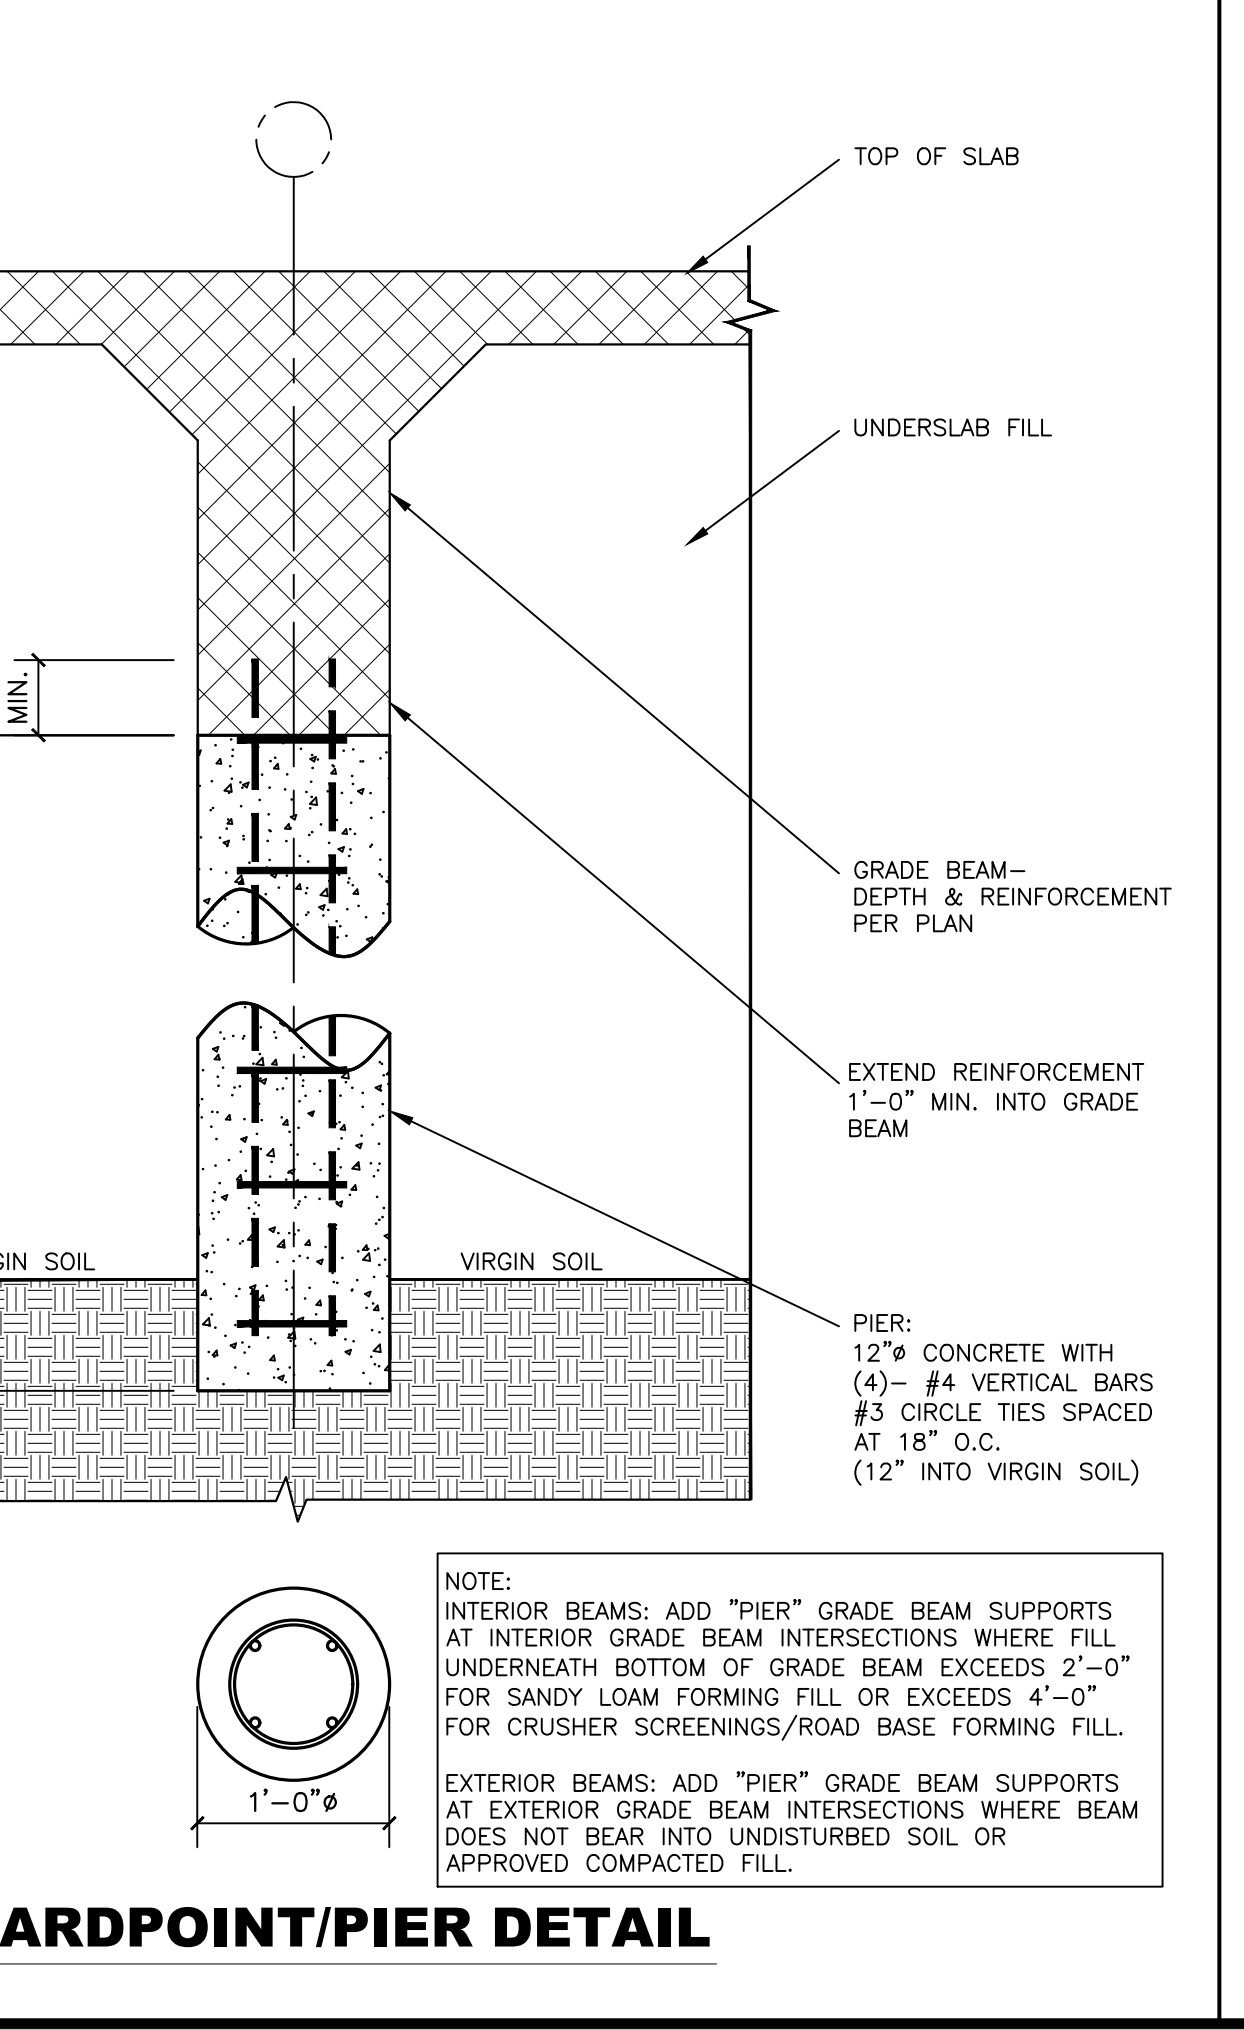 TOP OF SLAB
UNDERSLAB FILL
MIN.
GRADE BEAM–
DEPTH & REINFORCEMENT
PER PLAN
EXTEND REINFORCEMENT
1'–0" MIN. INTO GRADE
BEAM
GIN SOIL
VIRGIN SOIL
PIER:
12"ø CONCRETE WITH
(4)– #4 VERTICAL BARS
#3 CIRCLE TIES SPACED
AT 18" O.C.
(12" INTO VIRGIN SOIL)
NOTE:
INTERIOR BEAMS: ADD "PIER" GRADE BEAM SUPPORTS
AT INTERIOR GRADE BEAM INTERSECTIONS WHERE FILL
UNDERNEATH BOTTOM OF GRADE BEAM EXCEEDS 2'–0"
FOR SANDY LOAM FORMING FILL OR EXCEEDS 4'–0"
FOR CRUSHER SCREENINGS/ROAD BASE FORMING FILL.
EXTERIOR BEAMS: ADD "PIER" GRADE BEAM SUPPORTS
AT EXTERIOR GRADE BEAM INTERSECTIONS WHERE BEAM
DOES NOT BEAR INTO UNDISTURBED SOIL OR
APPROVED COMPACTED FILL.
1'–0"ø
ARDPOINT/PIER DETAIL